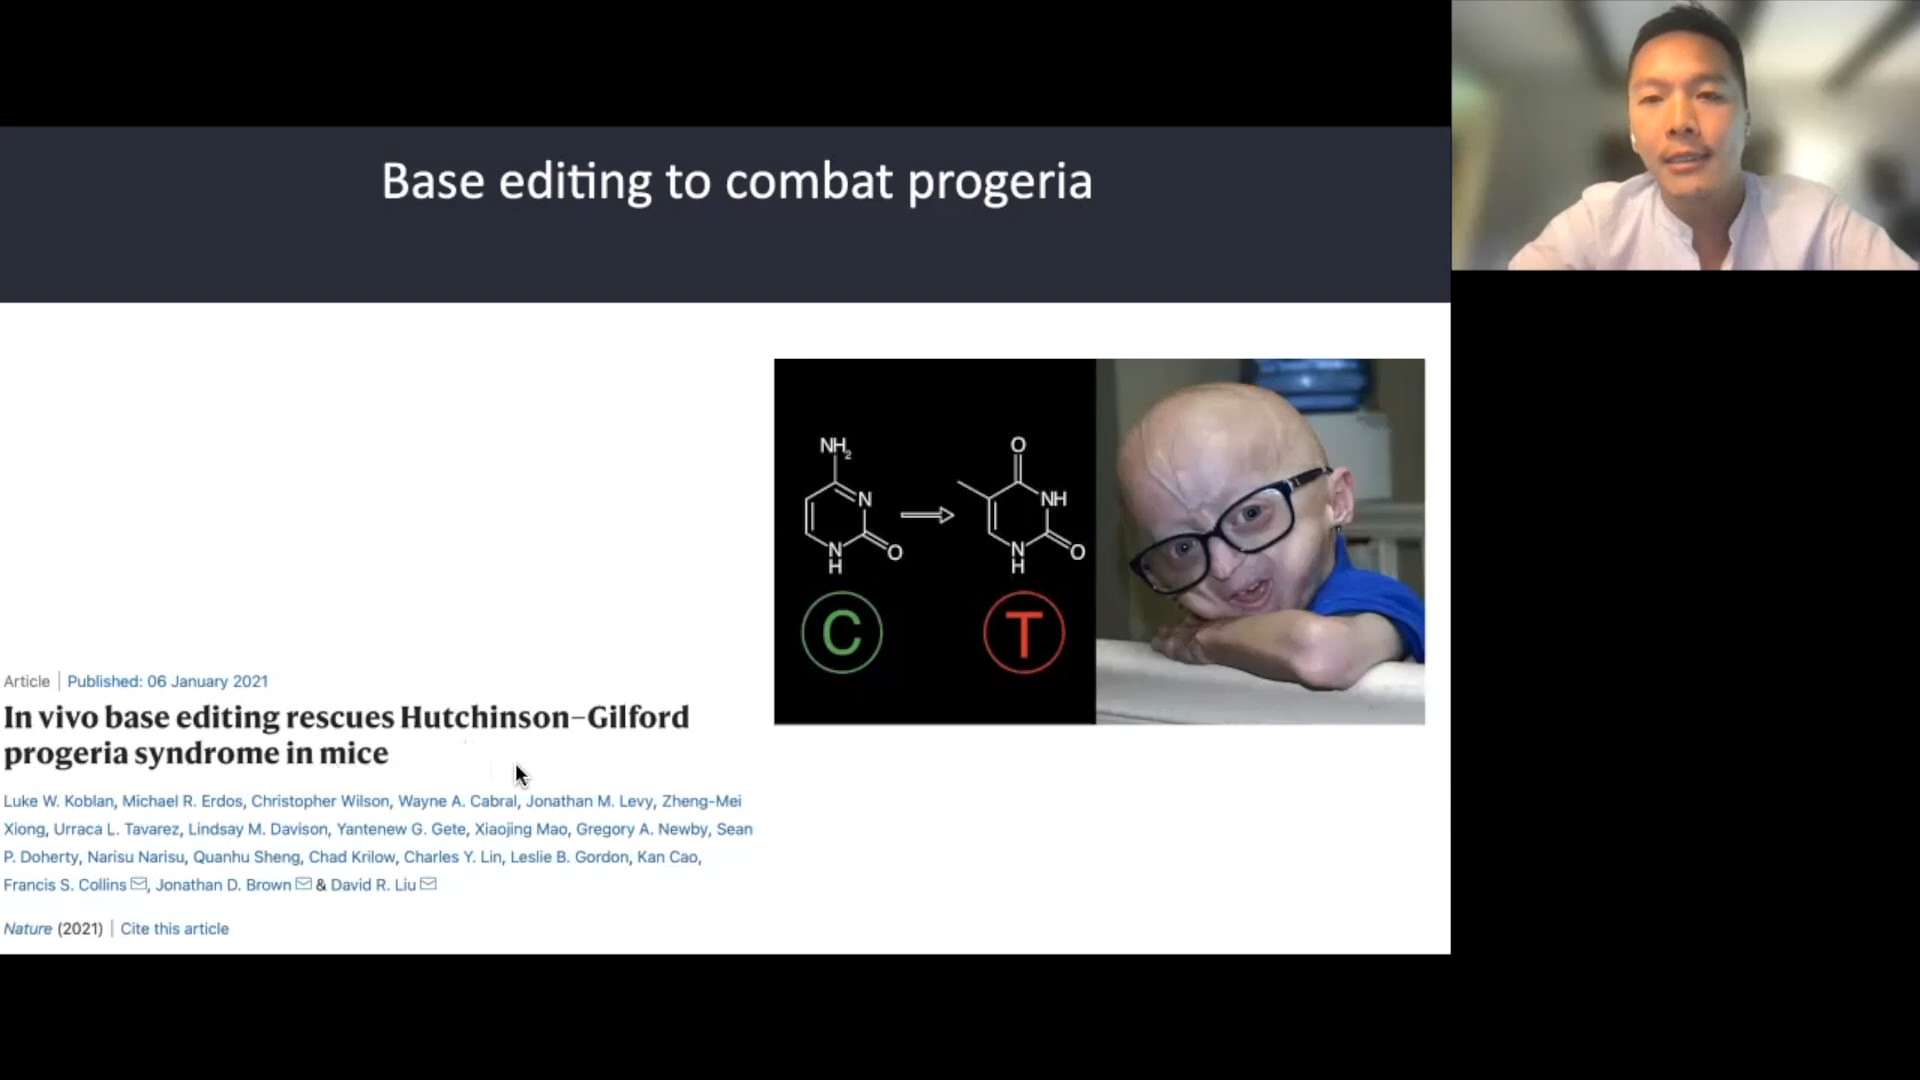 Base editing to combat progeria
NH2
N
N
H
O
O
NH
N
H
O
C
T
Article | Published: 06 January 2021
In vivo base editing rescues Hutchinson–Gilford
progeria syndrome in mice
Luke W. Koblan, Michael R. Erdos, Christopher Wilson, Wayne A. Cabral, Jonathan M. Levy, Zheng-Mei
Xiong, Urraca L. Tavarez, Lindsay M. Davison, Yantenew G. Gete, Xiaojing Mao, Gregory A. Newby, Sean
P. Doherty, Narisu Narisu, Quanhu Sheng, Chad Krilow, Charles Y. Lin, Leslie B. Gordon, Kan Cao,
Francis S. Collins, Jonathan D. Brown & David R. Liu
Nature (2021) | Cite this article